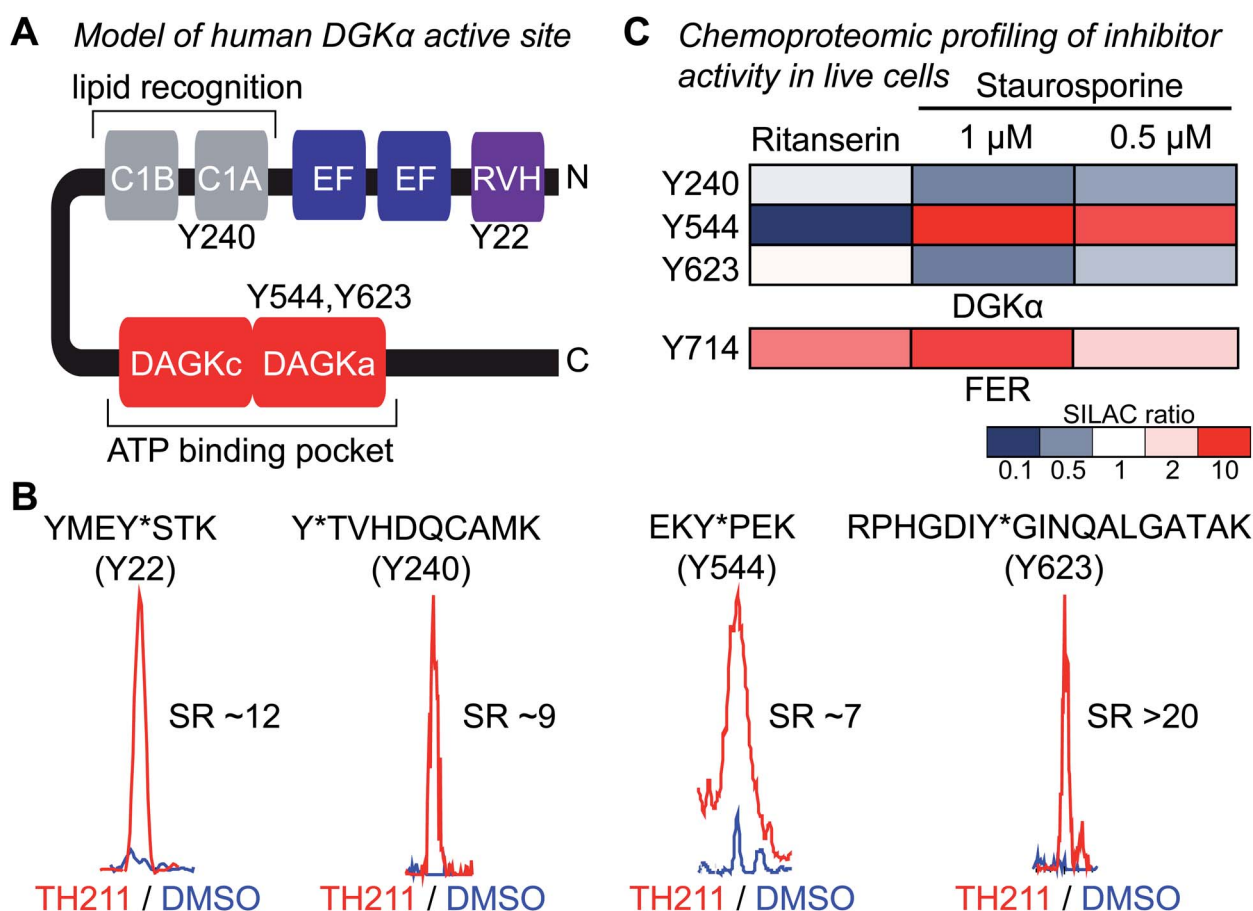 A Model of human DGKα active site
lipid recognition
C1B C1A EF EF RVH N
Y240 Y22
Y544,Y623
DAGKc DAGKa C
ATP binding pocket
C Chemoproteomic profiling of inhibitor
activity in live cells
Staurosporine
Ritanserin 1 μM 0.5 μM
Y240
Y544
Y623
DGKα
Y714
FER
SILAC ratio
0.1 0.5 1 2 10
B
YMEY*STK
(Y22)
SR ~12
TH211 / DMSO
Y*TVHDQCAMK
(Y240)
SR ~9
TH211 / DMSO
EKY*PEK
(Y544)
SR ~7
TH211 / DMSO
RPHGDIY*GINQALGATAK
(Y623)
SR >20
TH211 / DMSO